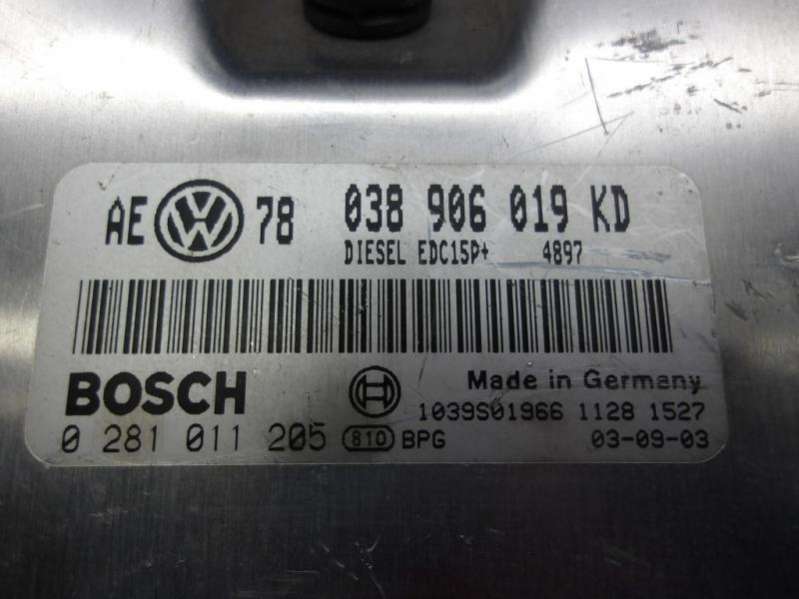 AE VW 78 038 906 019 KD
DIESEL EDC15P+ 4897
BOSCH Made in Germany
1039S01966 1128 1527
0 281 011 205 810 BPG 03-09-03